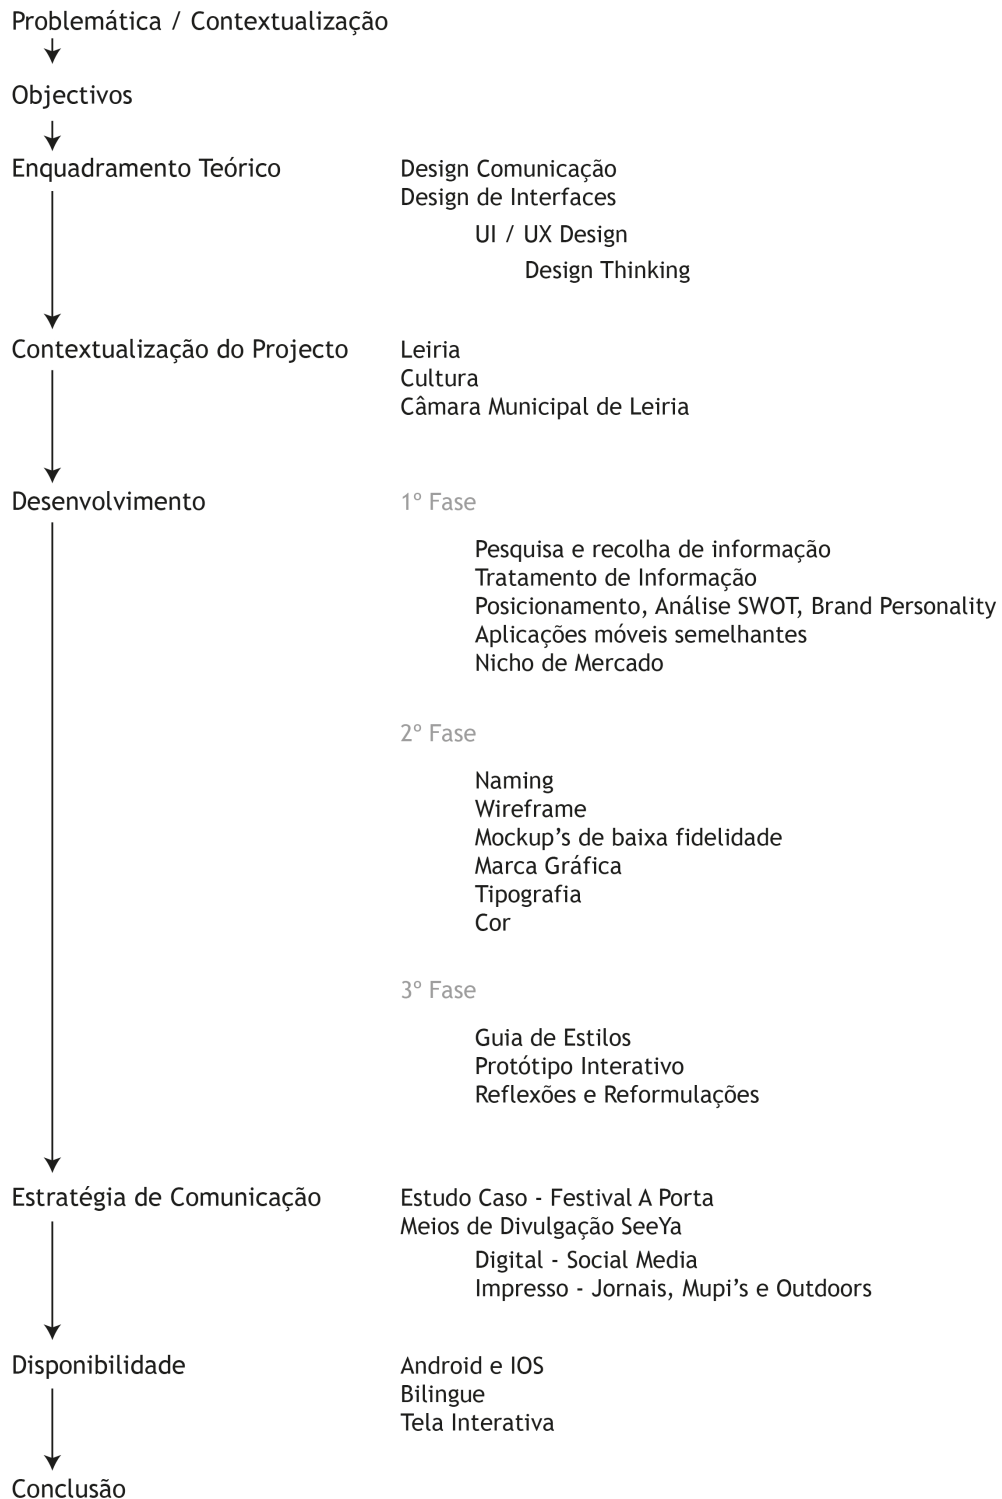 Problemática / Contextualização
Objectivos
Enquadramento Teórico
Design Comunicação
Design de Interfaces
UI / UX Design
Design Thinking
Contextualização do Projecto
Leiria
Cultura
Câmara Municipal de Leiria
Desenvolvimento
1º Fase
Pesquisa e recolha de informação
Tratamento de Informação
Posicionamento, Análise SWOT, Brand Personality
Aplicações móveis semelhantes
Nicho de Mercado
2º Fase
Naming
Wireframe
Mockup’s de baixa fidelidade
Marca Gráfica
Tipografia
Cor
3º Fase
Guia de Estilos
Protótipo Interativo
Reflexões e Reformulações
Estratégia de Comunicação
Estudo Caso - Festival A Porta
Meios de Divulgação SeeYa
Digital - Social Media
Impresso - Jornais, Mupi’s e Outdoors
Disponibilidade
Android e IOS
Bilingue
Tela Interativa
Conclusão